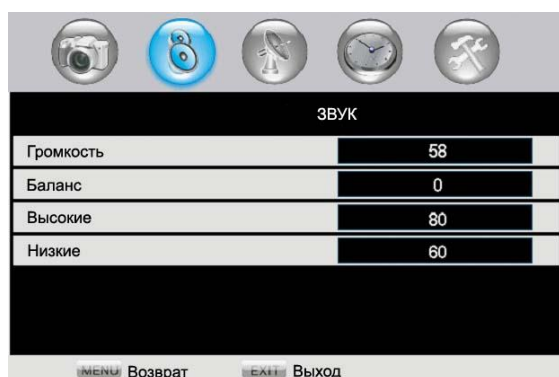 ЗВУК
Громкость 58
Баланс 0
Высокие 80
Низкие 60
MENU Возврат EXIT Выход